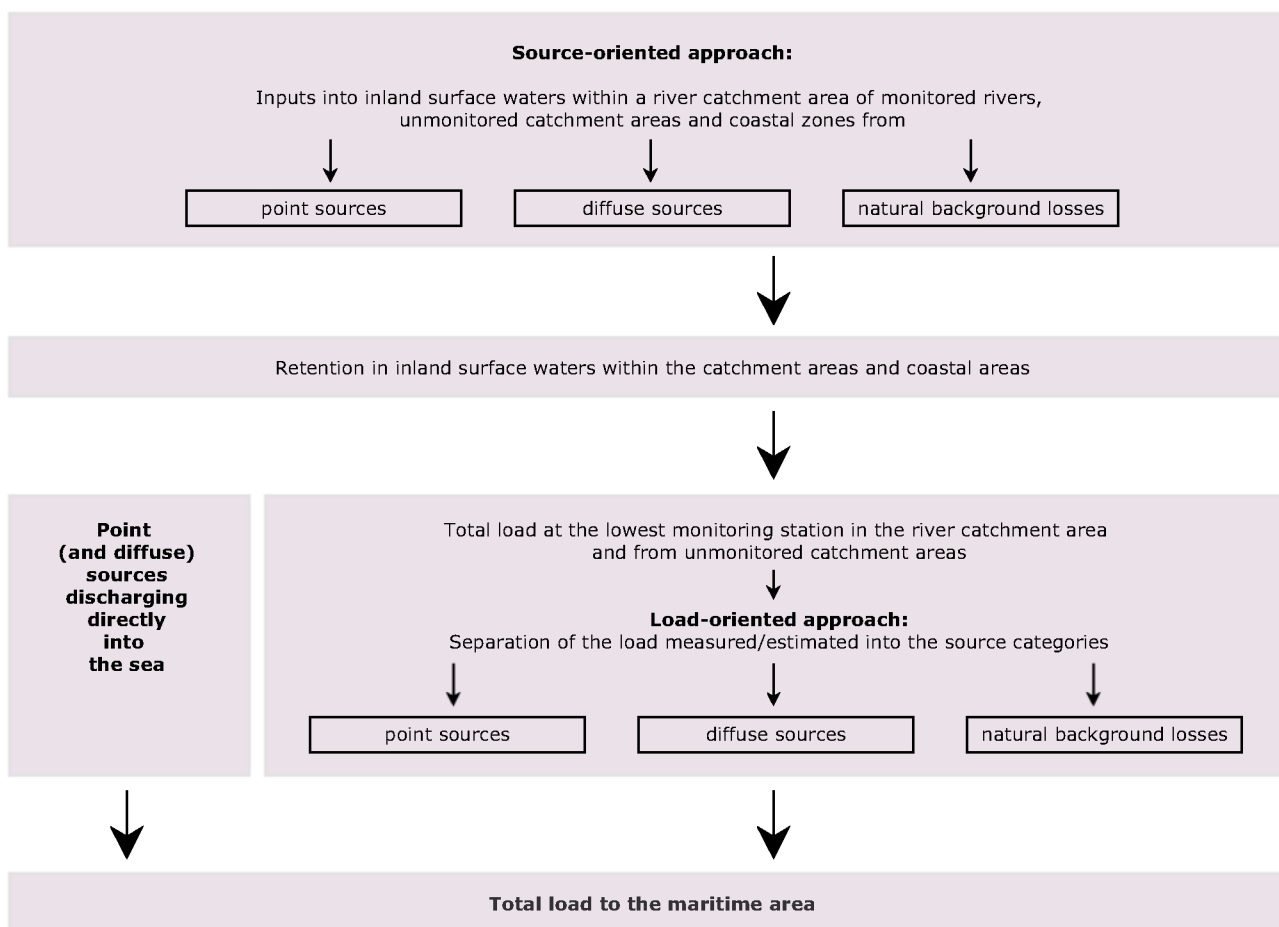 Source-oriented approach:
Inputs into inland surface waters within a river catchment area of monitored rivers,
unmonitored catchment areas and coastal zones from
point sources
diffuse sources
natural background losses
Retention in inland surface waters within the catchment areas and coastal areas
Point
(and diffuse)
sources
discharging
directly
into
the sea
Total load at the lowest monitoring station in the river catchment area
and from unmonitored catchment areas
Load-oriented approach:
Separation of the load measured/estimated into the source categories
point sources
diffuse sources
natural background losses
Total load to the maritime area